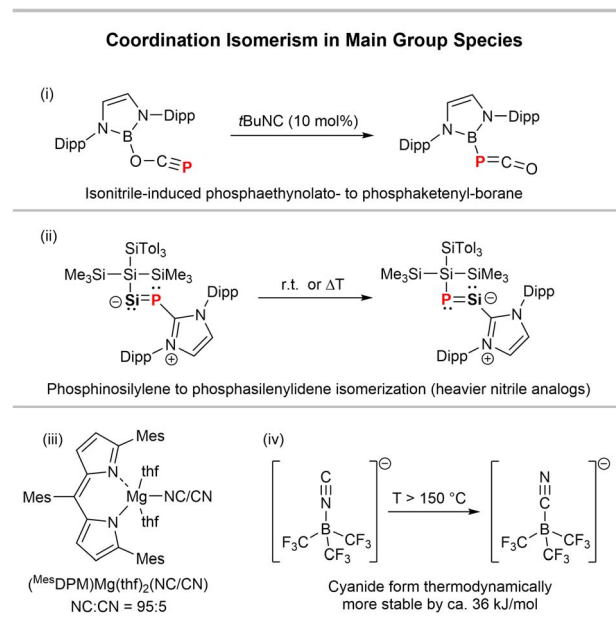 Coordination Isomerism in Main Group Species
(i)
N
N–Dipp
Dipp
B
O–C≡P
tBuNC (10 mol%)
N
N–Dipp
Dipp
B
P=C=O
Isonitrile-induced phosphaethynolato- to phosphaketenyl-borane
(ii)
SiTol3
Me3Si–Si–SiMe3
⊖ Si=P
Dipp
N
Dipp
N
⊕
r.t. or ΔT
SiTol3
Me3Si–Si–SiMe3
P=Si ⊖
Dipp
N
Dipp
N
⊕
Phosphinosilylene to phosphasilenylidene isomerization (heavier nitrile analogs)
(iii)
Mes
N
thf
Mes
Mg–NC/CN
N
thf
Mes
(MesDPM)Mg(thf)2(NC/CN)
NC:CN = 95:5
(iv)
⊖
C
N
B
F3C
CF3
CF3
T > 150 °C
⊖
N
C
B
F3C
CF3
CF3
Cyanide form thermodynamically
more stable by ca. 36 kJ/mol